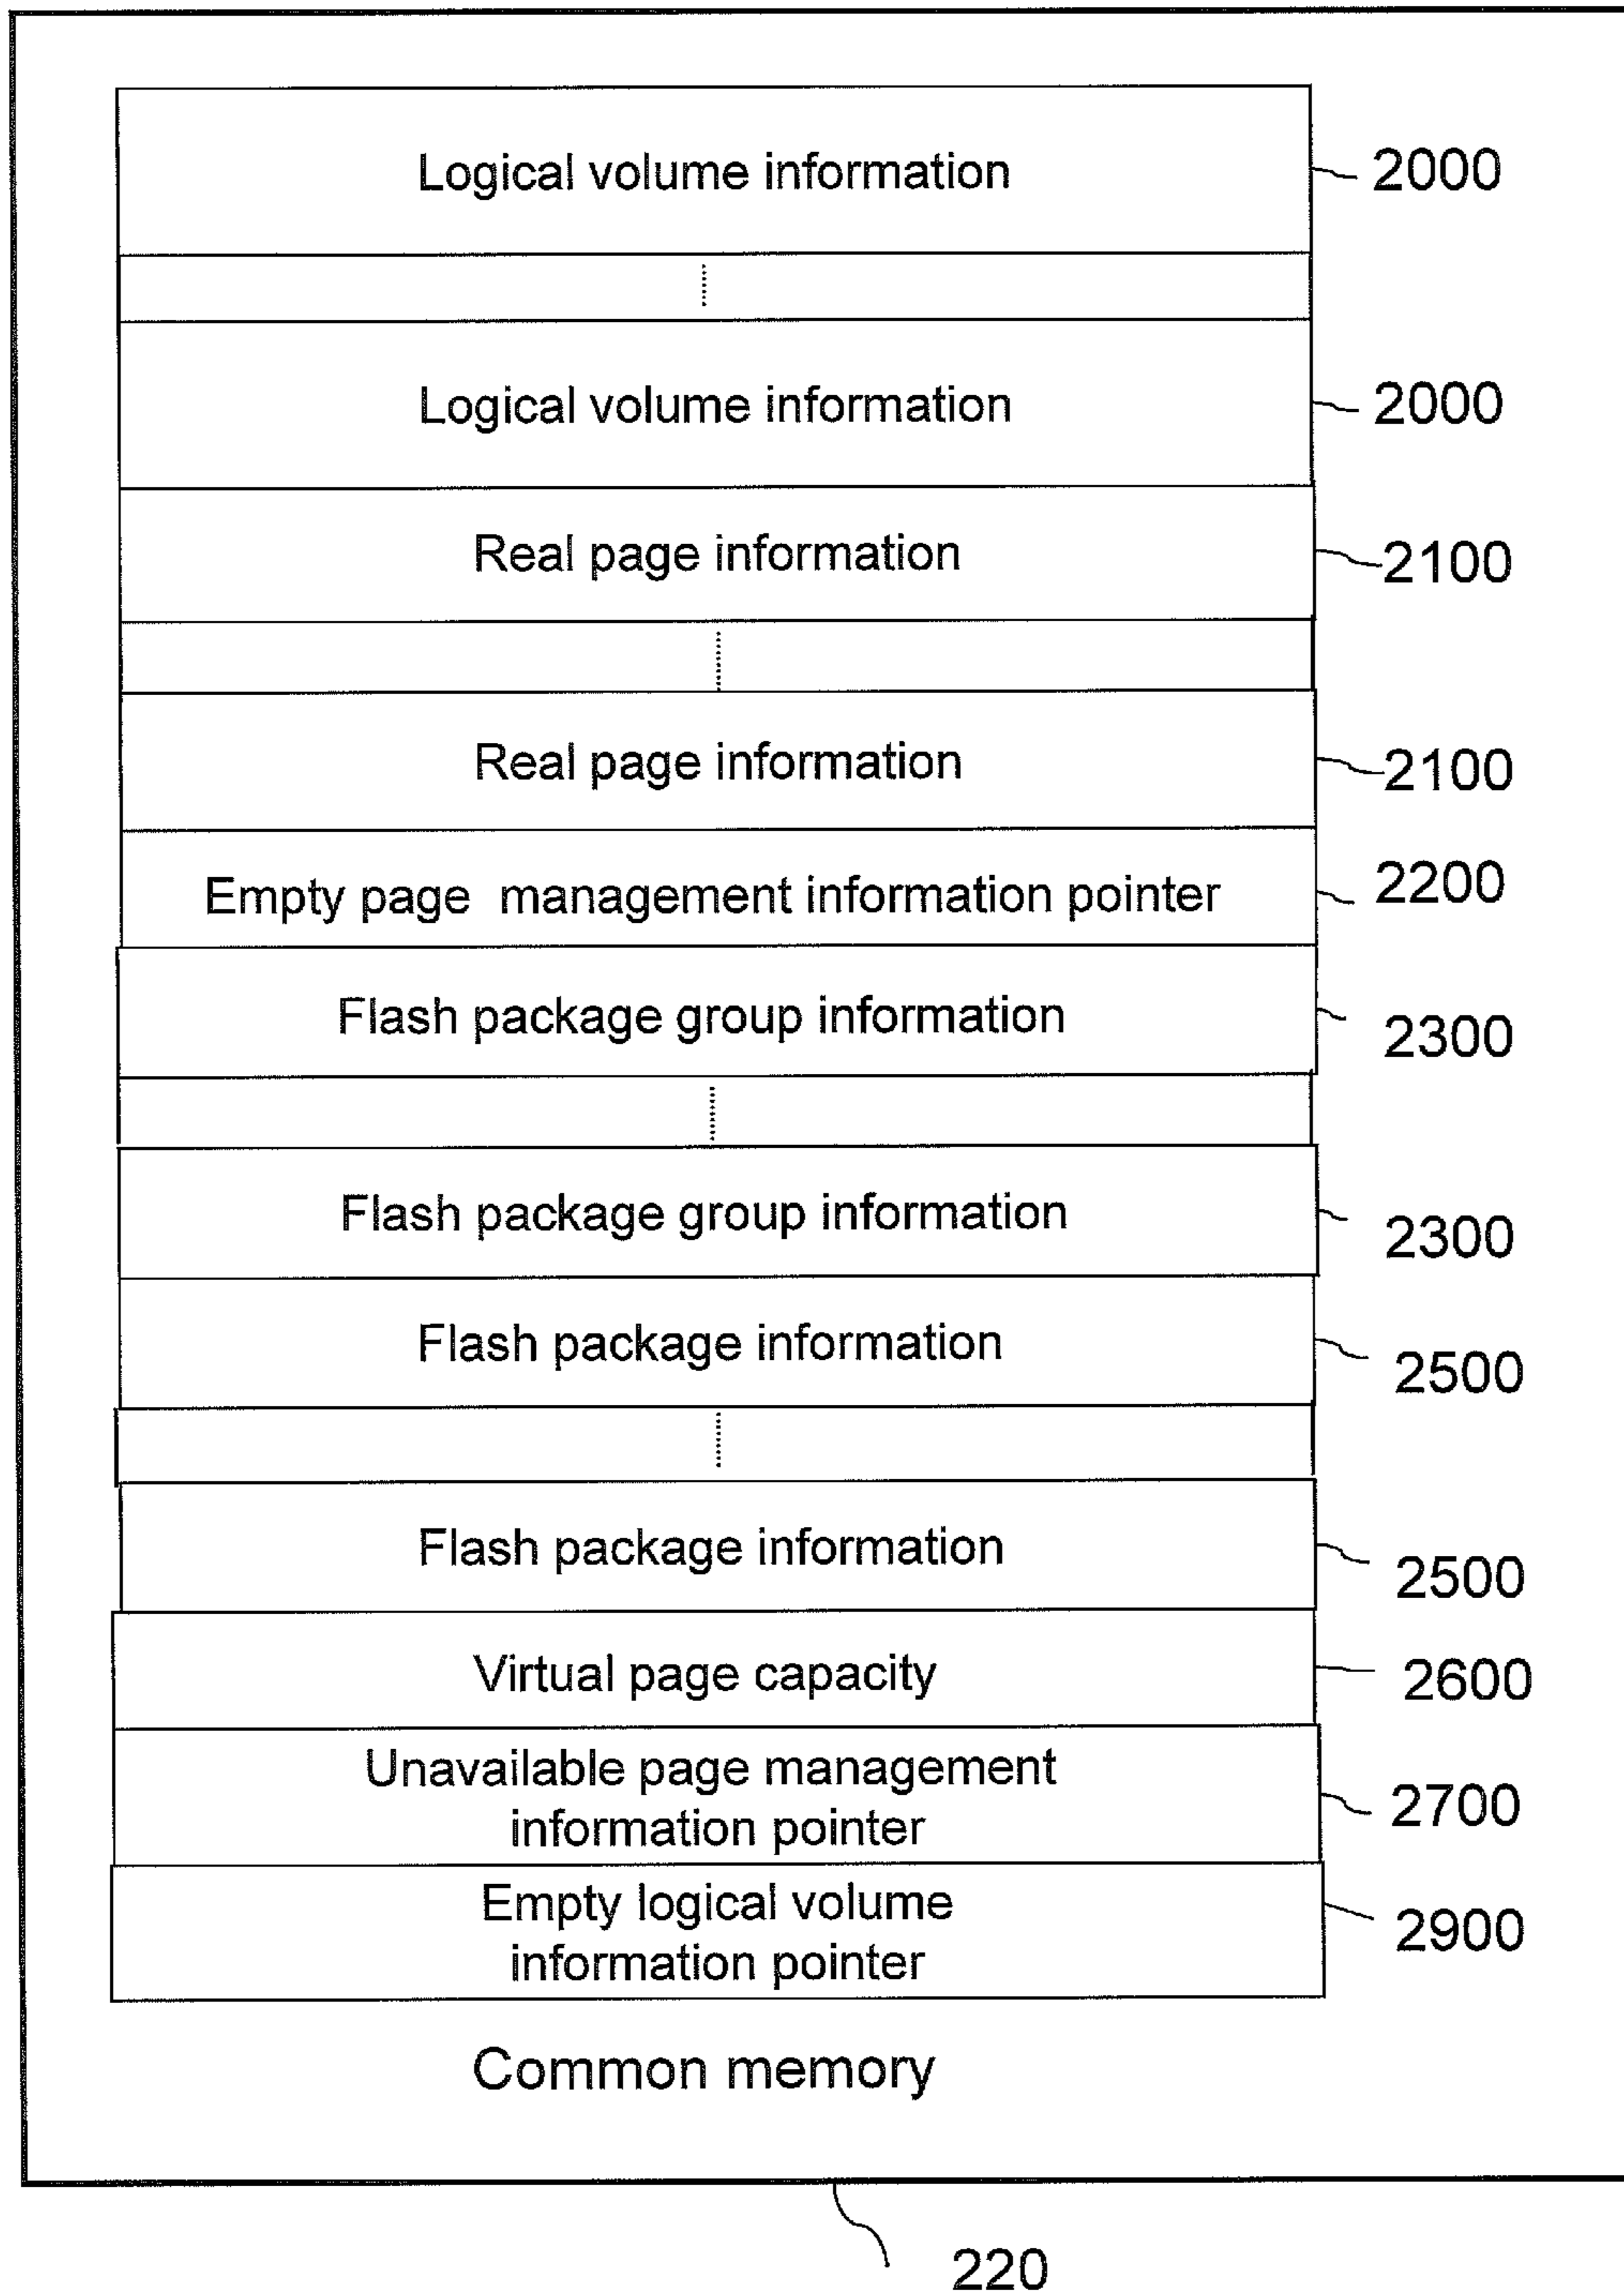 Logical volume information 2000
Logical volume information 2000
Real page information 2100
Real page information 2100
Empty page management information pointer 2200
Flash package group information 2300
Flash package group information 2300
Flash package information 2500
Flash package information 2500
Virtual page capacity 2600
Unavailable page management
information pointer 2700
Empty logical volume
information pointer 2900
Common memory
220